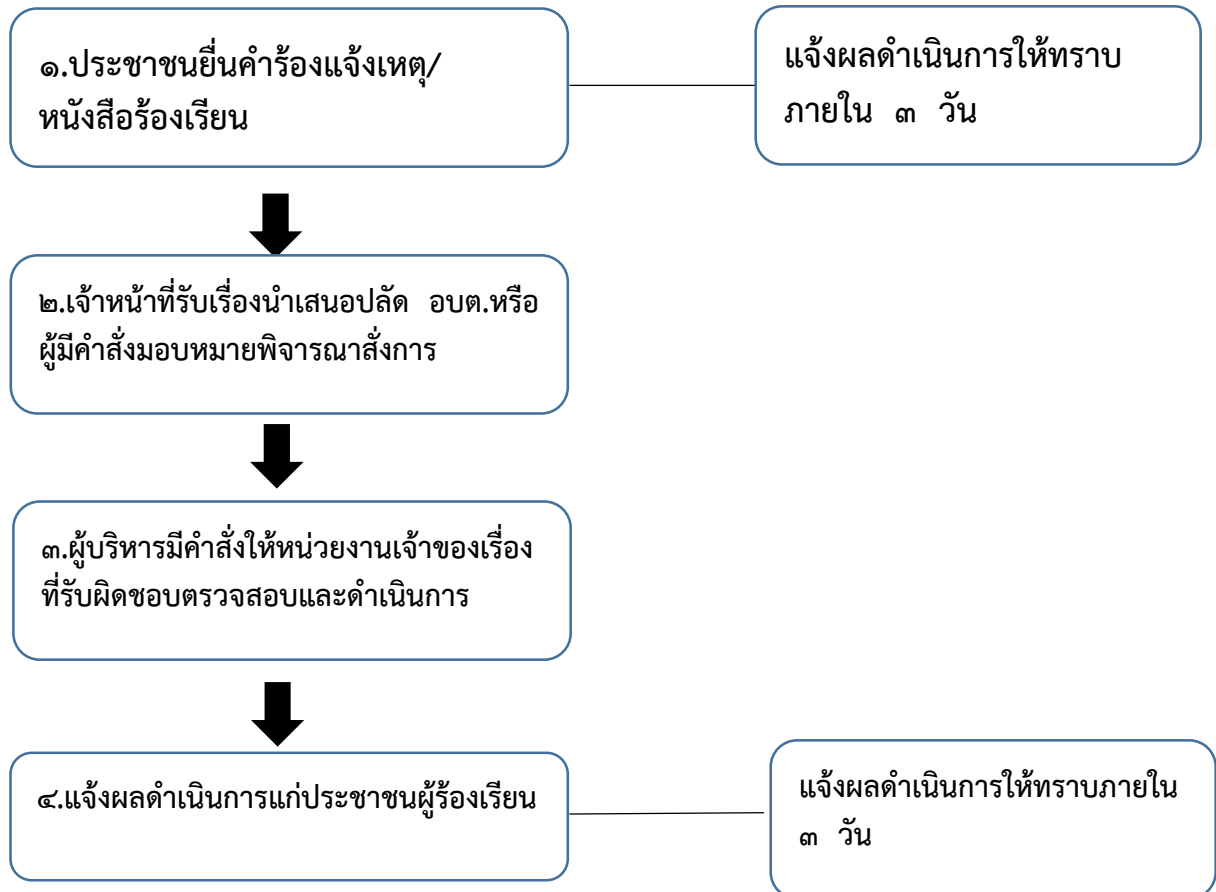 ๑.ประชาชนยื่นคำร้องแจ้งเหตุ/
หนังสือร้องเรียน
แจ้งผลดำเนินการให้ทราบ
ภายใน ๓ วัน
๒.เจ้าหน้าที่รับเรื่องนำเสนอปลัด อบต.หรือ
ผู้มีคำสั่งมอบหมายพิจารณาสั่งการ
๓.ผู้บริหารมีคำสั่งให้หน่วยงานเจ้าของเรื่อง
ที่รับผิดชอบตรวจสอบและดำเนินการ
๔.แจ้งผลดำเนินการแก่ประชาชนผู้ร้องเรียน
แจ้งผลดำเนินการให้ทราบภายใน
๓ วัน